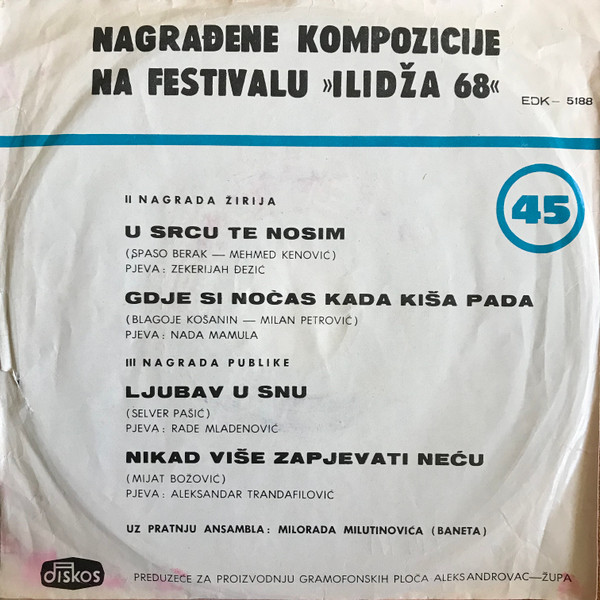 NAGRAĐENE KOMPOZICIJE
NA FESTIVALU »ILIDŽA 68«
EDK – 5188
45
II NAGRADA ŽIRIJA
U SRCU TE NOSIM
(SPASO BERAK — MEHMED KENOVIĆ)
PJEVA: ZEKERIJAH ĐEZIĆ
GDJE SI NOĆAS KADA KIŠA PADA
(BLAGOJE KOŠANIN — MILAN PETROVIĆ)
PJEVA: NADA MAMULA
III NAGRADA PUBLIKE
LJUBAV U SNU
(SELVER PAŠIĆ)
PJEVA: RADE MLADENOVIĆ
NIKAD VIŠE ZAPJEVATI NEĆU
(MIJAT BOŽOVIĆ)
PJEVA: ALEKSANDAR TRANDAFILOVIĆ
UZ PRATNJU ANSAMBLA: MILORADA MILUTINOVIĆA (BANETA)
diskos
PREDUZEĆE ZA PROIZVODNJU GRAMOFONSKIH PLOČA ALEKSANDROVAC—ŽUPA